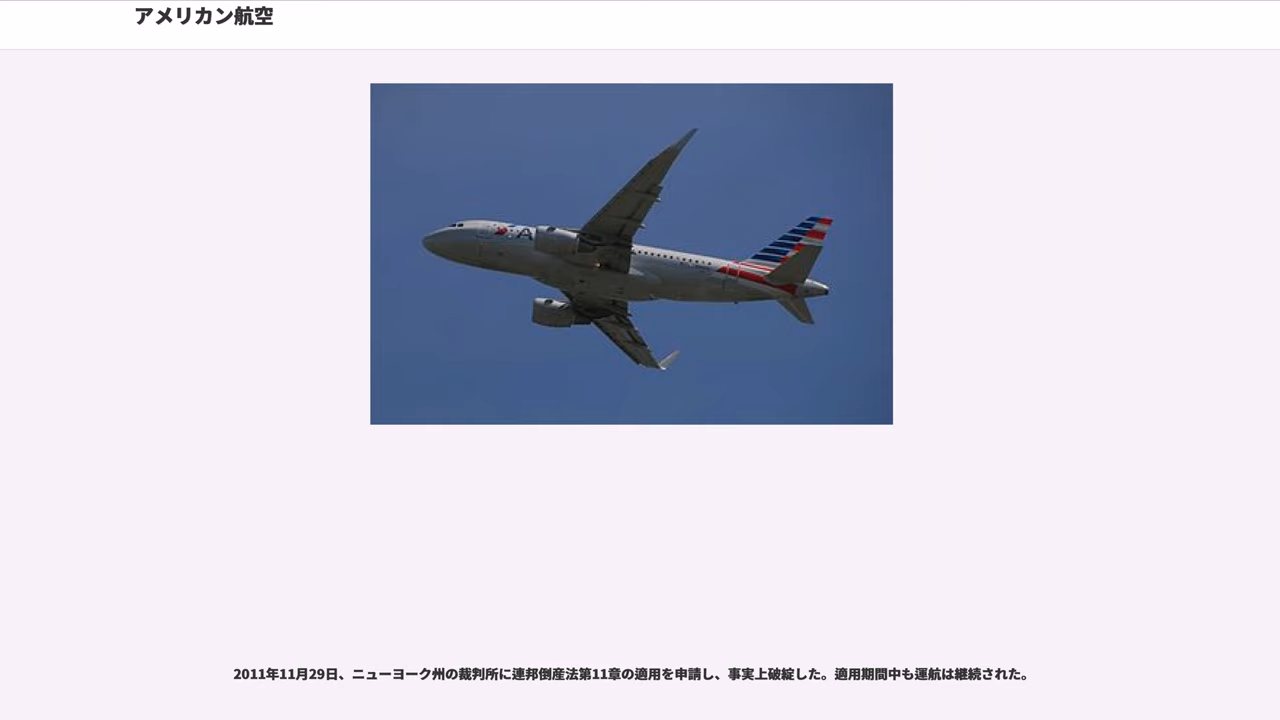 アメリカン航空
A
2011年11月29日、ニューヨーク州の裁判所に連邦倒産法第11章の適用を申請し、事実上破綻した。適用期間中も運航は継続された。